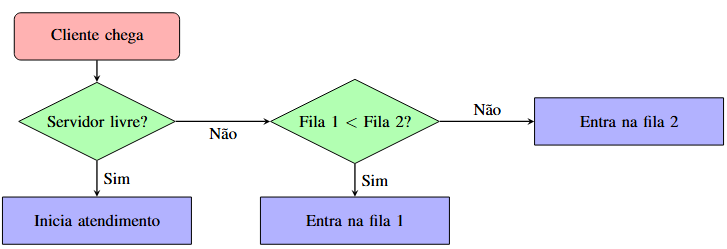 Cliente chega
Servidor livre?
Não
Fila 1 < Fila 2?
Não
Entra na fila 2
Sim
Sim
Inicia atendimento
Entra na fila 1